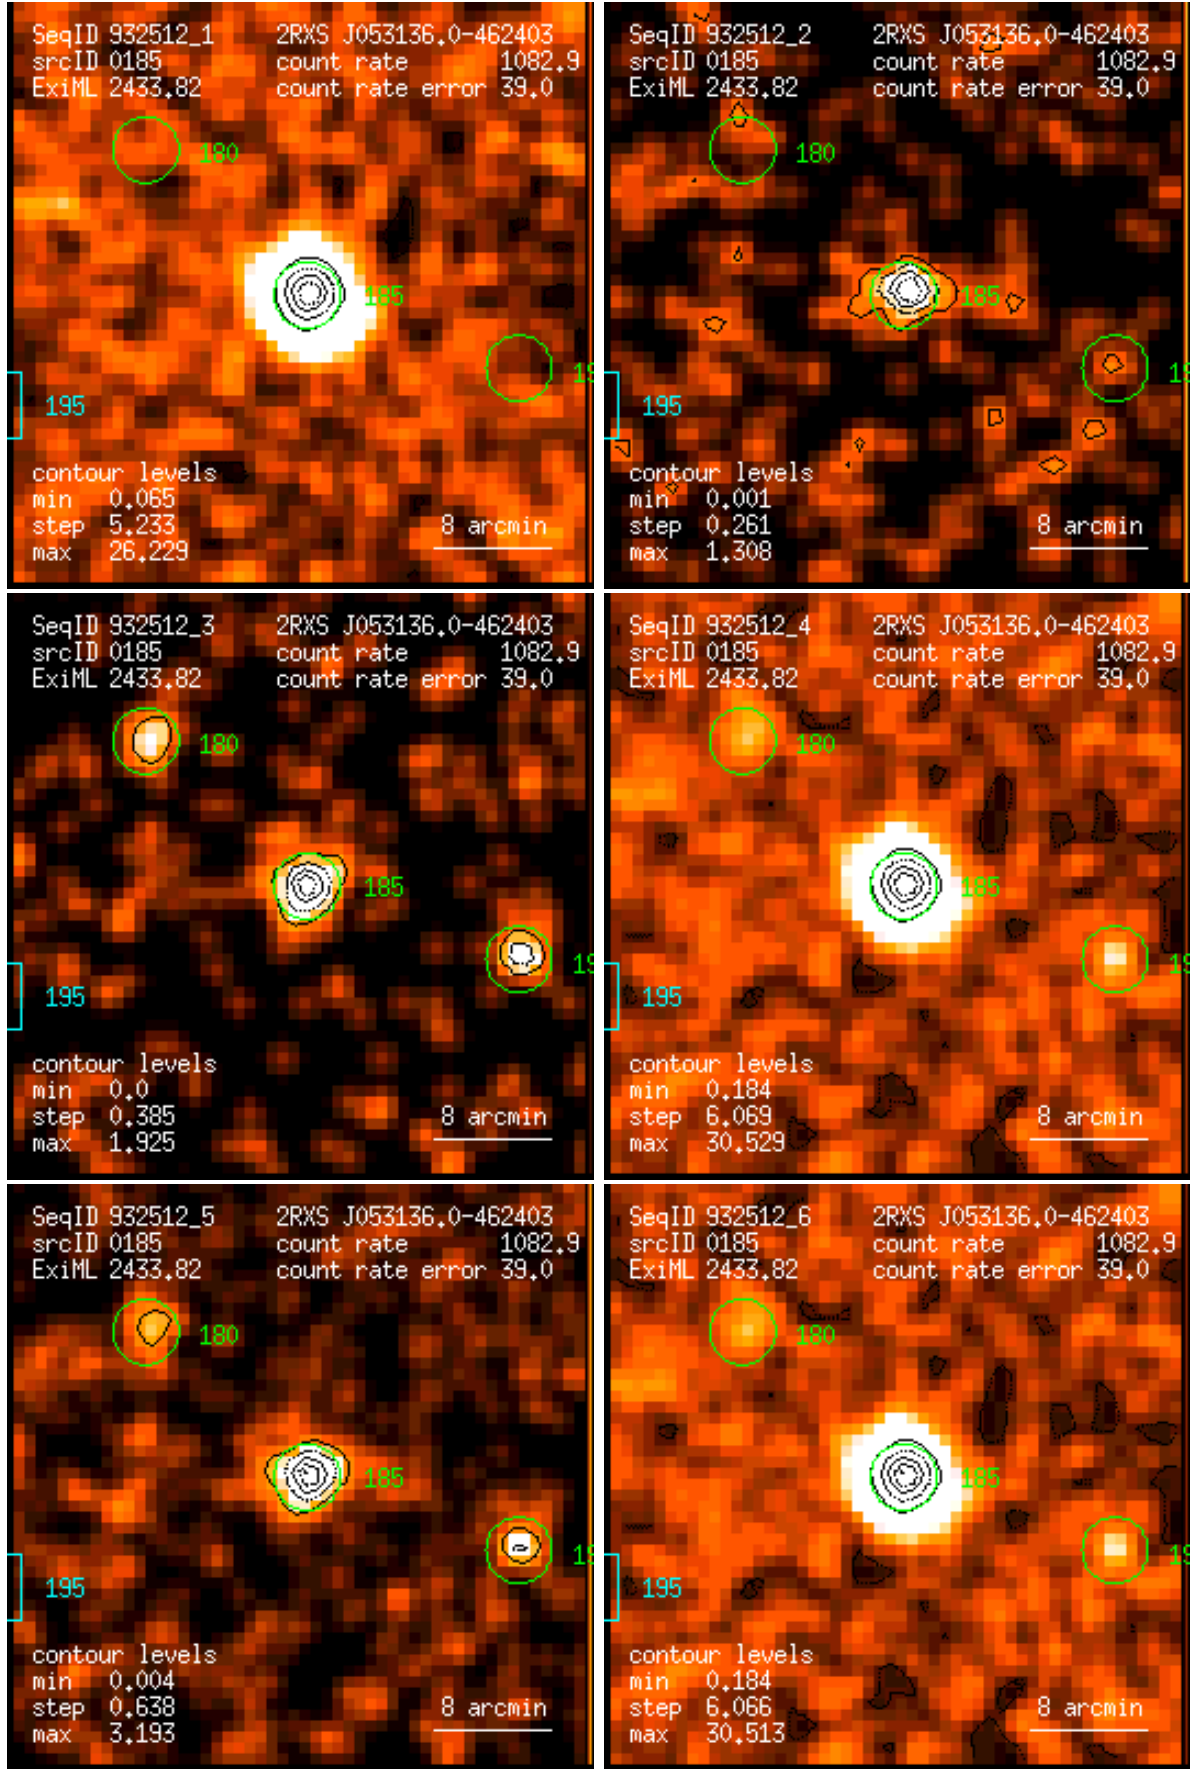 SeqID 932512_1 2RXS J053136.0-462403
srcID 0185 count rate 1082.9
ExiML 2433.82 count rate error 39.0
180
185
19
195
contour levels
min 0.065
step 5.233 8 arcmin
max 26.229
SeqID 932512_2 2RXS J053136.0-462403
srcID 0185 count rate 1082.9
ExiML 2433.82 count rate error 39.0
180
185
19
195
contour levels
min 0.001
step 0.261 8 arcmin
max 1.308
SeqID 932512_3 2RXS J053136.0-462403
srcID 0185 count rate 1082.9
ExiML 2433.82 count rate error 39.0
180
185
19
195
contour levels
min 0.0
step 0.385 8 arcmin
max 1.925
SeqID 932512_4 2RXS J053136.0-462403
srcID 0185 count rate 1082.9
ExiML 2433.82 count rate error 39.0
180
185
19
195
contour levels
min 0.184
step 6.069 8 arcmin
max 30.529
SeqID 932512_5 2RXS J053136.0-462403
srcID 0185 count rate 1082.9
ExiML 2433.82 count rate error 39.0
180
185
19
195
contour levels
min 0.004
step 0.638 8 arcmin
max 3.193
SeqID 932512_6 2RXS J053136.0-462403
srcID 0185 count rate 1082.9
ExiML 2433.82 count rate error 39.0
180
185
19
195
contour levels
min 0.184
step 6.066 8 arcmin
max 30.513